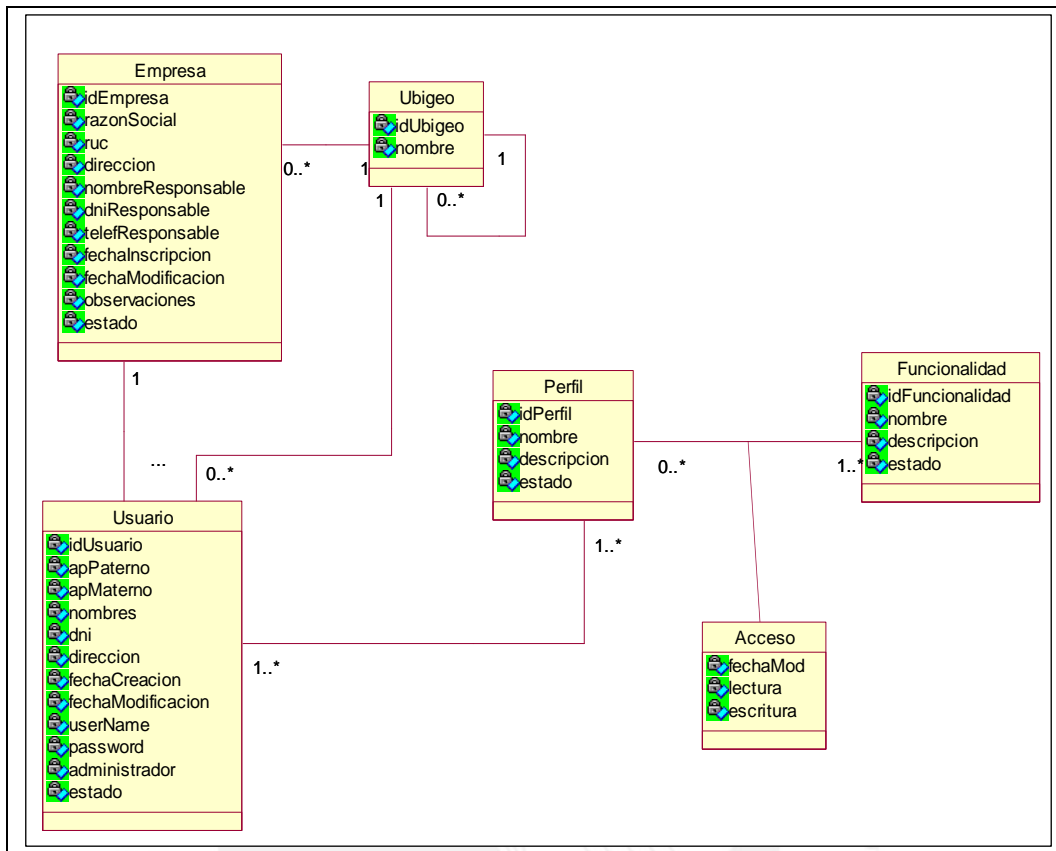 Empresa
idEmpresa
razonSocial
ruc
direccion
nombreResponsable
dniResponsable
telefResponsable
fechaInscripcion
fechaModificacion
observaciones
estado
Ubigeo
idUbigeo
nombre
0..*
1
1
0..*
1
1
...
0..*
Perfil
idPerfil
nombre
descripcion
estado
0..*
1..*
Funcionalidad
idFuncionalidad
nombre
descripcion
estado
1..*
Usuario
idUsuario
apPaterno
apMaterno
nombres
dni
direccion
fechaCreacion
fechaModificacion
userName
password
administrador
estado
1..*
Acceso
fechaMod
lectura
escritura